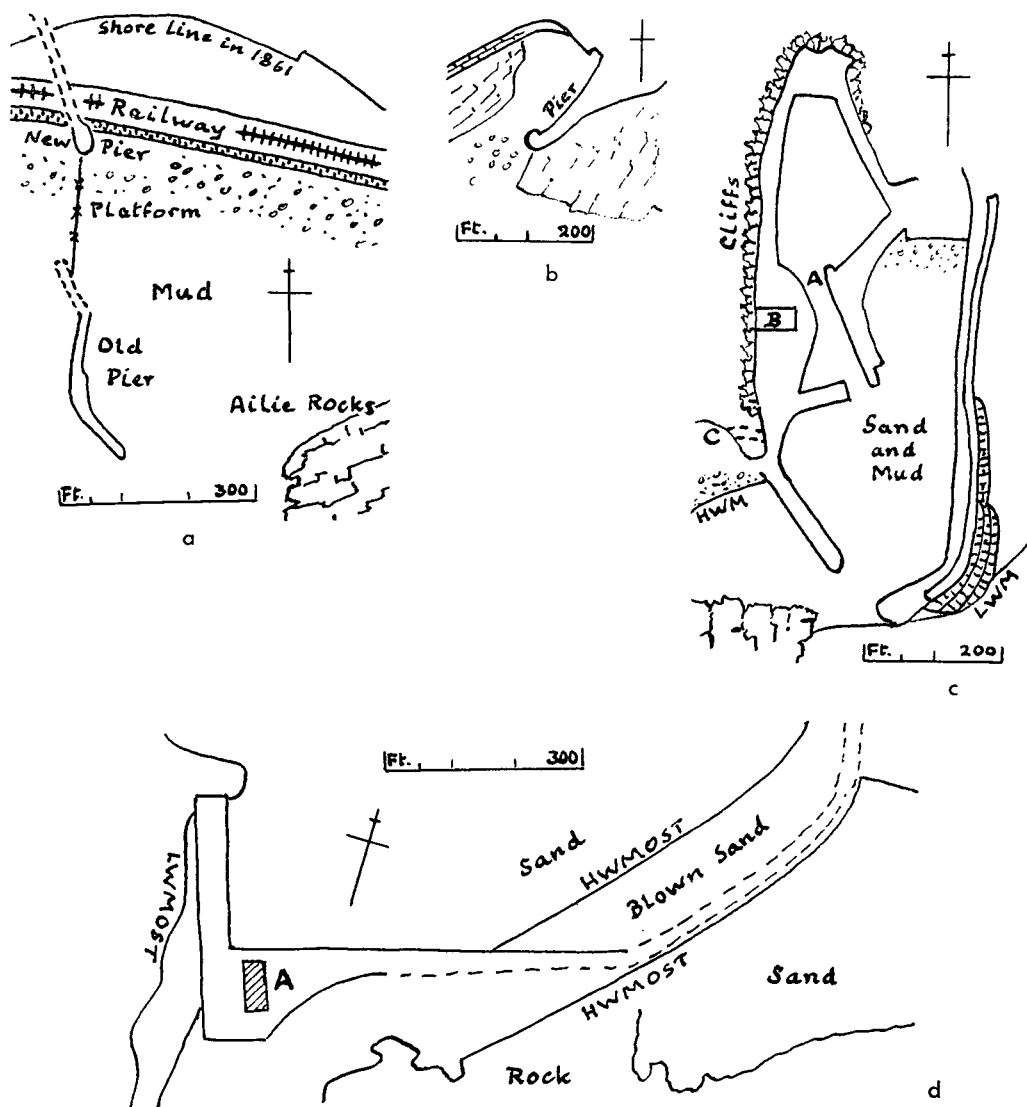 Shore line in 1861
Railway
New Pier
Platform
Mud
Old
Pier
Ailie Rocks
Ft. 300
a
Pier
Ft. 200
b
Cliffs
A
B
C
HWM
Sand
and
Mud
LWM
Ft. 200
c
Ft. 300
Sand
HWMOST
Blown Sand
LWMOST
A
HWMOST
Sand
Rock
d